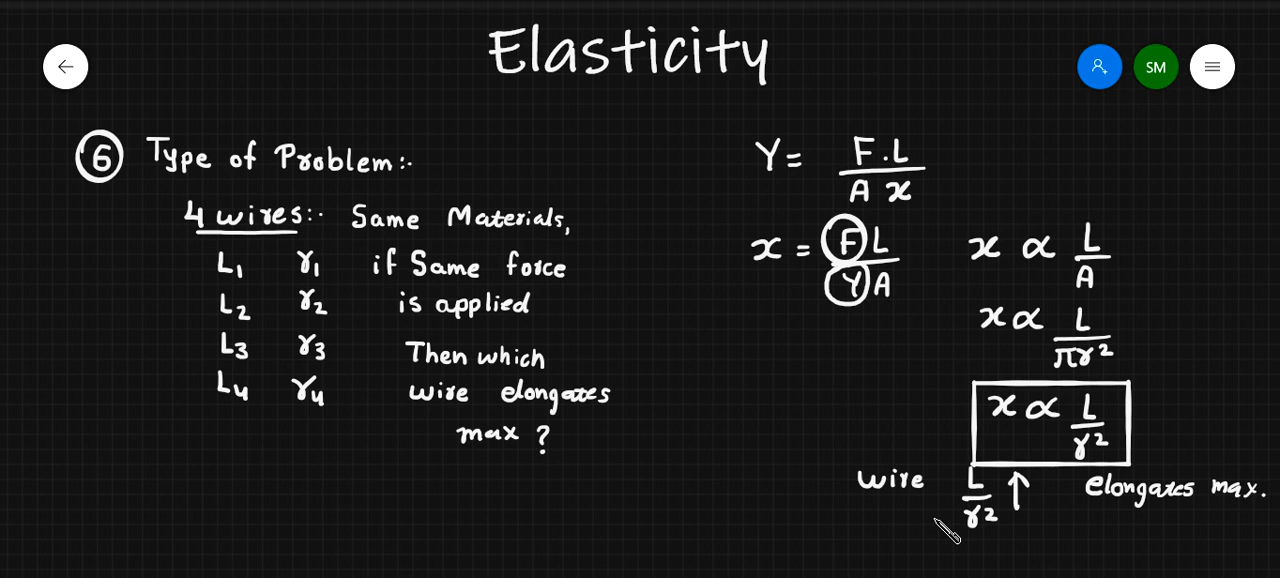 Elasticity
SM
6 Type of Problem:-
4 wires:- Same Materials,
L1 r1 if Same force
L2 r2 is applied
L3 r3 Then which
L4 r4 wire elongates
max ?
Y = F.L / A x
x = F L / Y A
x ∝ L / A
x ∝ L / πr²
x ∝ L / r²
wire L / r² ↑ elongates max.